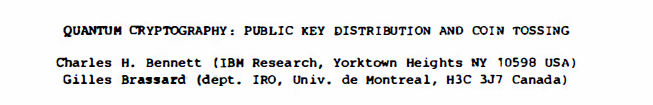 QUANTUM CRYPTOGRAPHY: PUBLIC KEY DISTRIBUTION AND COIN TOSSING
Charles H. Bennett (IBM Research, Yorktown Heights NY 10598 USA)
Gilles Brassard (dept. IRO, Univ. de Montreal, H3C 3J7 Canada)